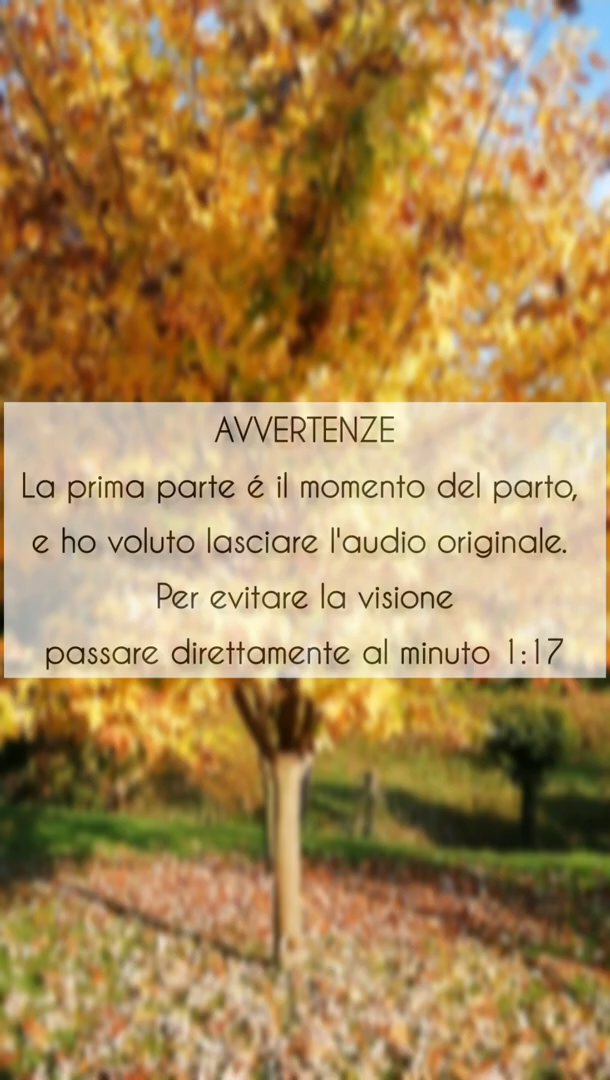 AVVERTENZE
La prima parte é il momento del parto,
e ho voluto lasciare l'audio originale.
Per evitare la visione
passare direttamente al minuto 1:17